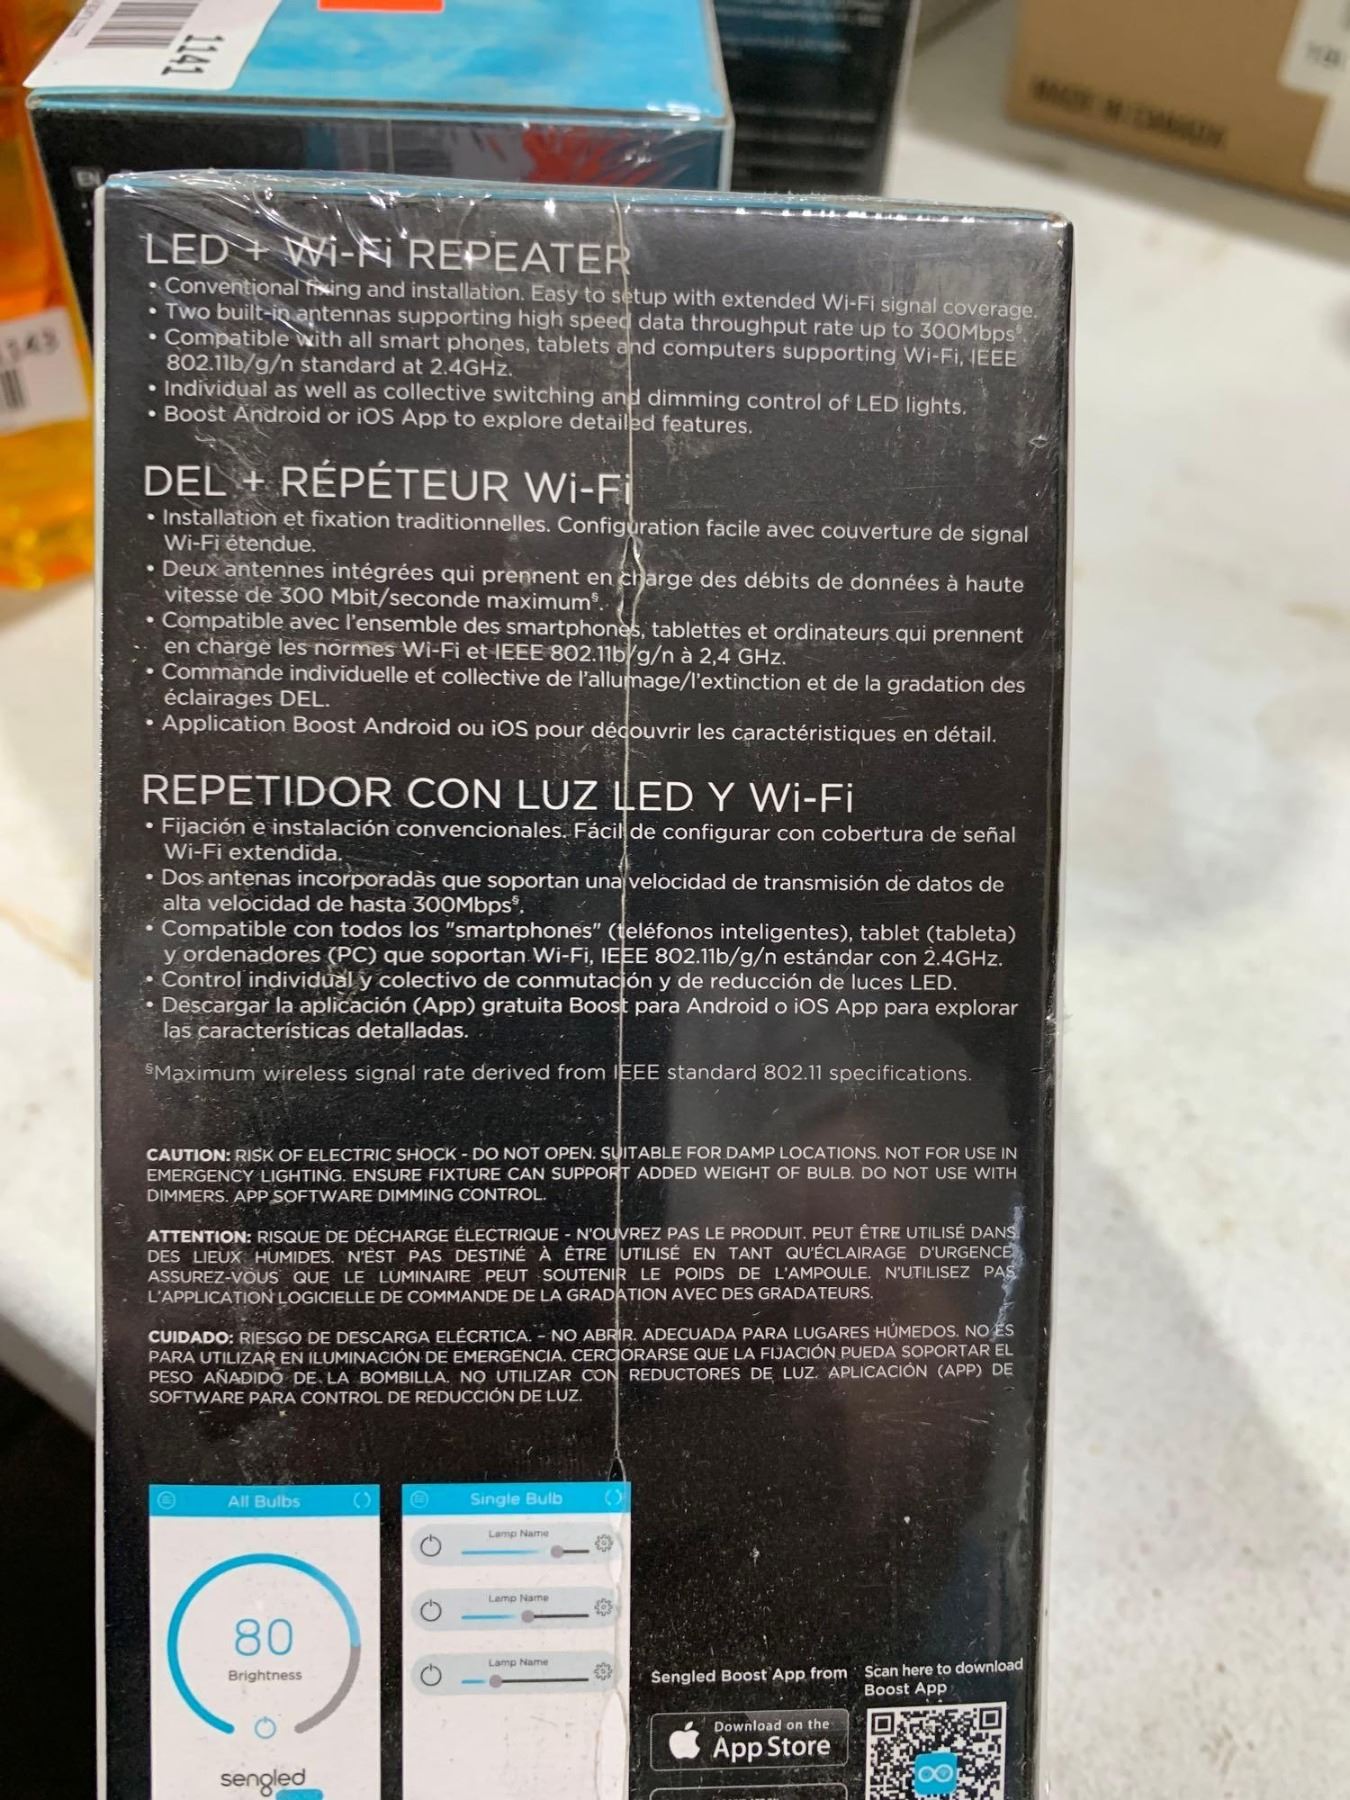 1141
EN
MADE IN CANADA
1143
LED + Wi-Fi REPEATER
• Conventional fixing and installation. Easy to setup with extended Wi-Fi signal coverage.
• Two built-in antennas supporting high speed data throughput rate up to 300Mbps§.
• Compatible with all smart phones, tablets and computers supporting Wi-Fi, IEEE
802.11b/g/n standard at 2.4GHz.
• Individual as well as collective switching and dimming control of LED lights.
• Boost Android or iOS App to explore detailed features.
DEL + RÉPÉTEUR Wi-Fi
• Installation et fixation traditionnelles. Configuration facile avec couverture de signal
Wi-Fi étendue.
• Deux antennes intégrées qui prennent en charge des débits de données à haute
vitesse de 300 Mbit/seconde maximum§.
• Compatible avec l'ensemble des smartphones, tablettes et ordinateurs qui prennent
en charge les normes Wi-Fi et IEEE 802.11b/g/n à 2,4 GHz.
• Commande individuelle et collective de l'allumage/l'extinction et de la gradation des
éclairages DEL.
• Application Boost Android ou iOS pour découvrir les caractéristiques en détail.
REPETIDOR CON LUZ LED Y Wi-Fi
• Fijación e instalación convencionales. Fácil de configurar con cobertura de señal
Wi-Fi extendida.
• Dos antenas incorporadas que soportan una velocidad de transmisión de datos de
alta velocidad de hasta 300Mbps§.
• Compatible con todos los "smartphones" (teléfonos inteligentes), tablet (tableta)
y ordenadores (PC) que soportan Wi-Fi, IEEE 802.11b/g/n estándar con 2.4GHz.
• Control individual y colectivo de conmutación y de reducción de luces LED.
• Descargar la aplicación (App) gratuita Boost para Android o iOS App para explorar
las características detalladas.
§Maximum wireless signal rate derived from IEEE standard 802.11 specifications.
CAUTION: RISK OF ELECTRIC SHOCK - DO NOT OPEN. SUITABLE FOR DAMP LOCATIONS. NOT FOR USE IN
EMERGENCY LIGHTING. ENSURE FIXTURE CAN SUPPORT ADDED WEIGHT OF BULB. DO NOT USE WITH
DIMMERS. APP SOFTWARE DIMMING CONTROL.
ATTENTION: RISQUE DE DÉCHARGE ÉLECTRIQUE - N'OUVREZ PAS LE PRODUIT. PEUT ÊTRE UTILISÉ DANS
DES LIEUX HUMIDES. N'EST PAS DESTINÉ À ÊTRE UTILISÉ EN TANT QU'ÉCLAIRAGE D'URGENCE.
ASSUREZ-VOUS QUE LE LUMINAIRE PEUT SOUTENIR LE POIDS DE L'AMPOULE. N'UTILISEZ PAS
L'APPLICATION LOGICIELLE DE COMMANDE DE LA GRADATION AVEC DES GRADATEURS.
CUIDADO: RIESGO DE DESCARGA ELÉCRTICA. – NO ABRIR. ADECUADA PARA LUGARES HÚMEDOS. NO ES
PARA UTILIZAR EN ILUMINACIÓN DE EMERGENCIA. CERCIORARSE QUE LA FIJACIÓN PUEDA SOPORTAR EL
PESO AÑADIDO DE LA BOMBILLA. NO UTILIZAR CON REDUCTORES DE LUZ. APLICACIÓN (APP) DE
SOFTWARE PARA CONTROL DE REDUCCIÓN DE LUZ.
All Bulbs
80
Brightness
sengled
Single Bulb
Lamp Name
Lamp Name
Lamp Name
Sengled Boost App from
Download on the
App Store
Scan here to download
Boost App